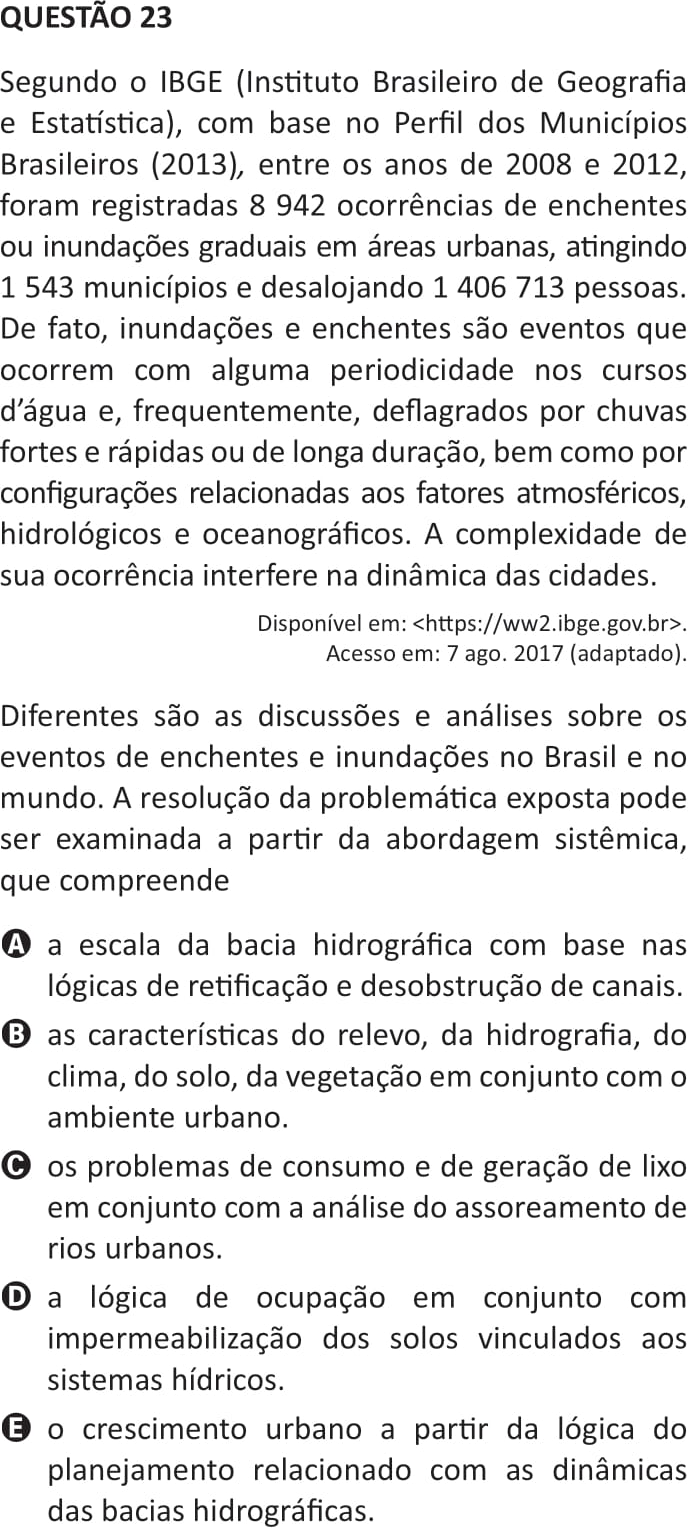 QUESTÃO 23
Segundo o IBGE (Instituto Brasileiro de Geografia
e Estatística), com base no Perfil dos Municípios
Brasileiros (2013), entre os anos de 2008 e 2012,
foram registradas 8 942 ocorrências de enchentes
ou inundações graduais em áreas urbanas, atingindo
1 543 municípios e desalojando 1 406 713 pessoas.
De fato, inundações e enchentes são eventos que
ocorrem com alguma periodicidade nos cursos
d’água e, frequentemente, deflagrados por chuvas
fortes e rápidas ou de longa duração, bem como por
configurações relacionadas aos fatores atmosféricos,
hidrológicos e oceanográficos. A complexidade de
sua ocorrência interfere na dinâmica das cidades.
Disponível em: <https://ww2.ibge.gov.br>.
Acesso em: 7 ago. 2017 (adaptado).
Diferentes são as discussões e análises sobre os
eventos de enchentes e inundações no Brasil e no
mundo. A resolução da problemática exposta pode
ser examinada a partir da abordagem sistêmica,
que compreende
A a escala da bacia hidrográfica com base nas
lógicas de retificação e desobstrução de canais.
B as características do relevo, da hidrografia, do
clima, do solo, da vegetação em conjunto com o
ambiente urbano.
C os problemas de consumo e de geração de lixo
em conjunto com a análise do assoreamento de
rios urbanos.
D a lógica de ocupação em conjunto com
impermeabilização dos solos vinculados aos
sistemas hídricos.
E o crescimento urbano a partir da lógica do
planejamento relacionado com as dinâmicas
das bacias hidrográficas.